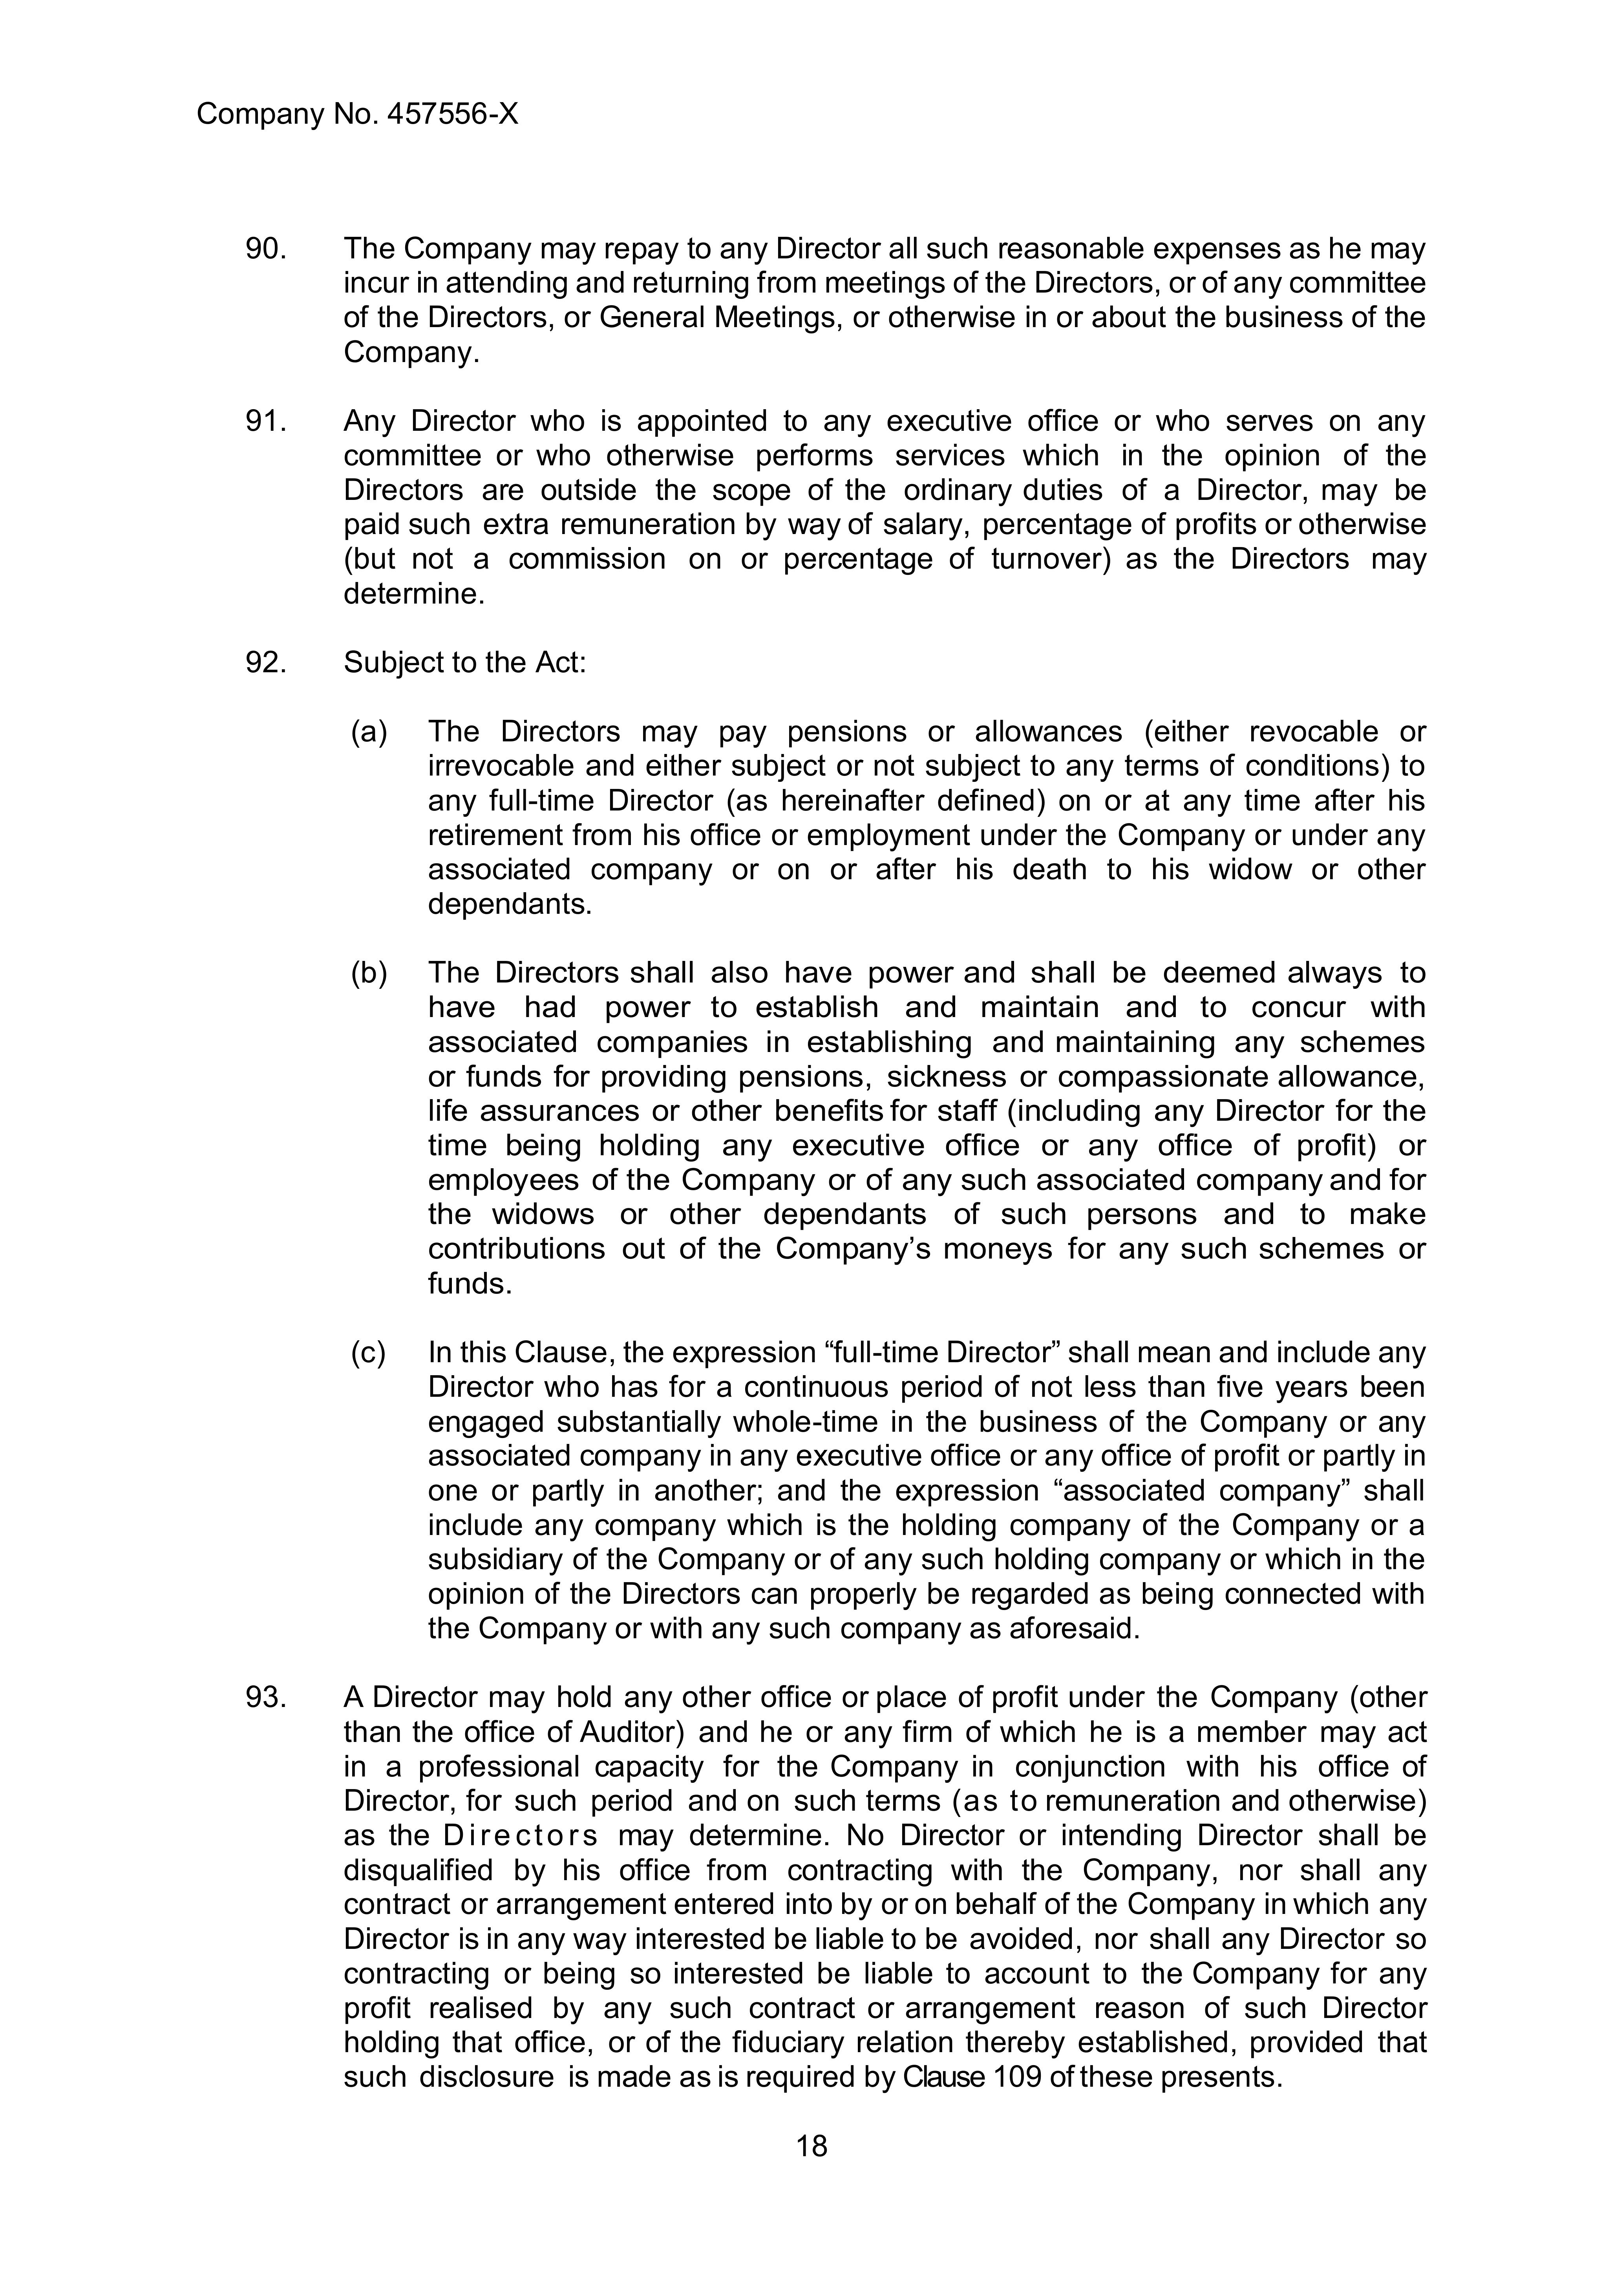 Company No. 457556-X
90. The Company may repay to any Director all such reasonable expenses as he may
incur in attending and returning from meetings of the Directors, or of any committee
of the Directors, or General Meetings, or otherwise in or about the business of the
Company.
91. Any Director who is appointed to any executive office or who serves on any
committee or who otherwise performs services which in the opinion of the
Directors are outside the scope of the ordinary duties of a Director, may be
paid such extra remuneration by way of salary, percentage of profits or otherwise
(but not a commission on or percentage of turnover) as the Directors may
determine.
92. Subject to the Act:
(a) The Directors may pay pensions or allowances (either revocable or
irrevocable and either subject or not subject to any terms of conditions) to
any full-time Director (as hereinafter defined) on or at any time after his
retirement from his office or employment under the Company or under any
associated company or on or after his death to his widow or other
dependants.
(b) The Directors shall also have power and shall be deemed always to
have had power to establish and maintain and to concur with
associated companies in establishing and maintaining any schemes
or funds for providing pensions, sickness or compassionate allowance,
life assurances or other benefits for staff (including any Director for the
time being holding any executive office or any office of profit) or
employees of the Company or of any such associated company and for
the widows or other dependants of such persons and to make
contributions out of the Company’s moneys for any such schemes or
funds.
(c) In this Clause, the expression “full-time Director” shall mean and include any
Director who has for a continuous period of not less than five years been
engaged substantially whole-time in the business of the Company or any
associated company in any executive office or any office of profit or partly in
one or partly in another; and the expression “associated company” shall
include any company which is the holding company of the Company or a
subsidiary of the Company or of any such holding company or which in the
opinion of the Directors can properly be regarded as being connected with
the Company or with any such company as aforesaid.
93. A Director may hold any other office or place of profit under the Company (other
than the office of Auditor) and he or any firm of which he is a member may act
in a professional capacity for the Company in conjunction with his office of
Director, for such period and on such terms (as to remuneration and otherwise)
as the Directors may determine. No Director or intending Director shall be
disqualified by his office from contracting with the Company, nor shall any
contract or arrangement entered into by or on behalf of the Company in which any
Director is in any way interested be liable to be avoided, nor shall any Director so
contracting or being so interested be liable to account to the Company for any
profit realised by any such contract or arrangement reason of such Director
holding that office, or of the fiduciary relation thereby established, provided that
such disclosure is made as is required by Clause 109 of these presents.
18